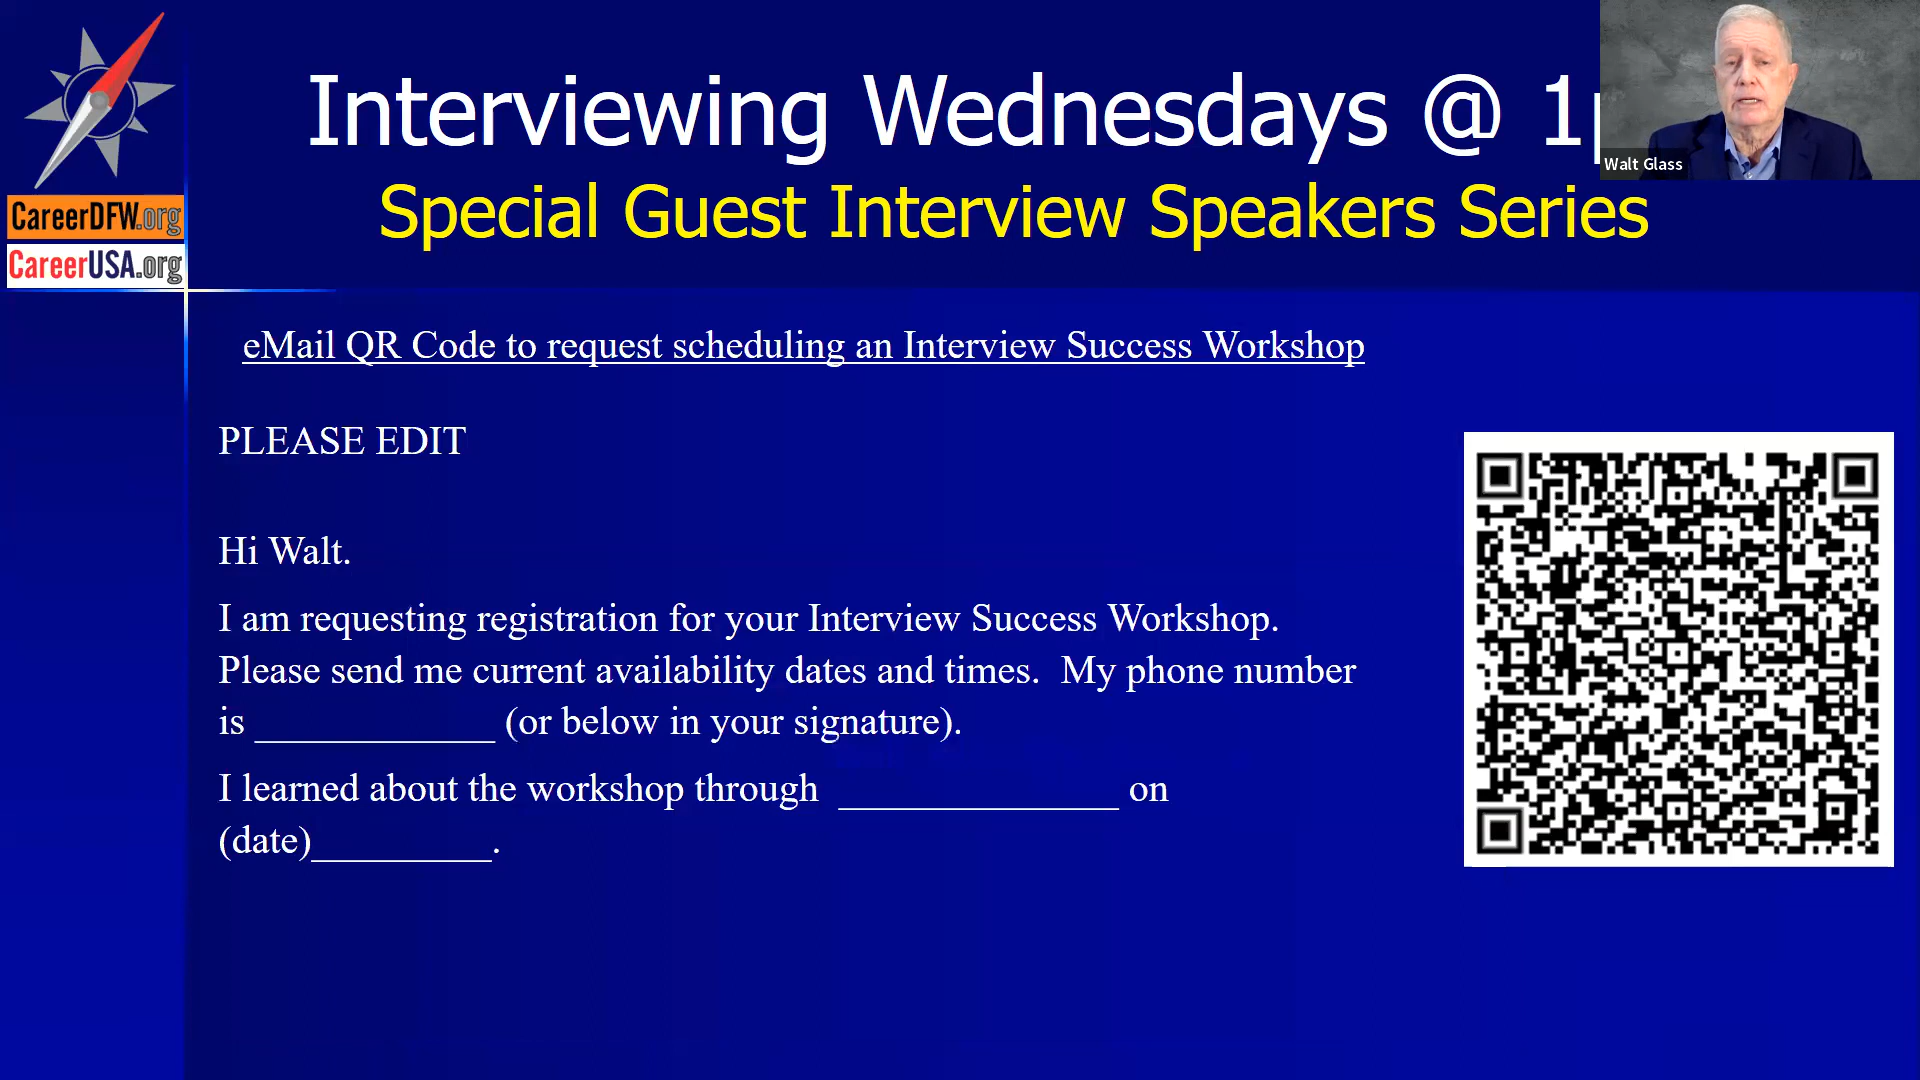 Interviewing Wednesdays @ 1p
Walt Glass
Special Guest Interview Speakers Series
CareerDFW.org
CareerUSA.org
eMail QR Code to request scheduling an Interview Success Workshop
PLEASE EDIT
Hi Walt.
I am requesting registration for your Interview Success Workshop.
Please send me current availability dates and times.  My phone number
is ____________ (or below in your signature).
I learned about the workshop through  ______________ on
(date)_________.